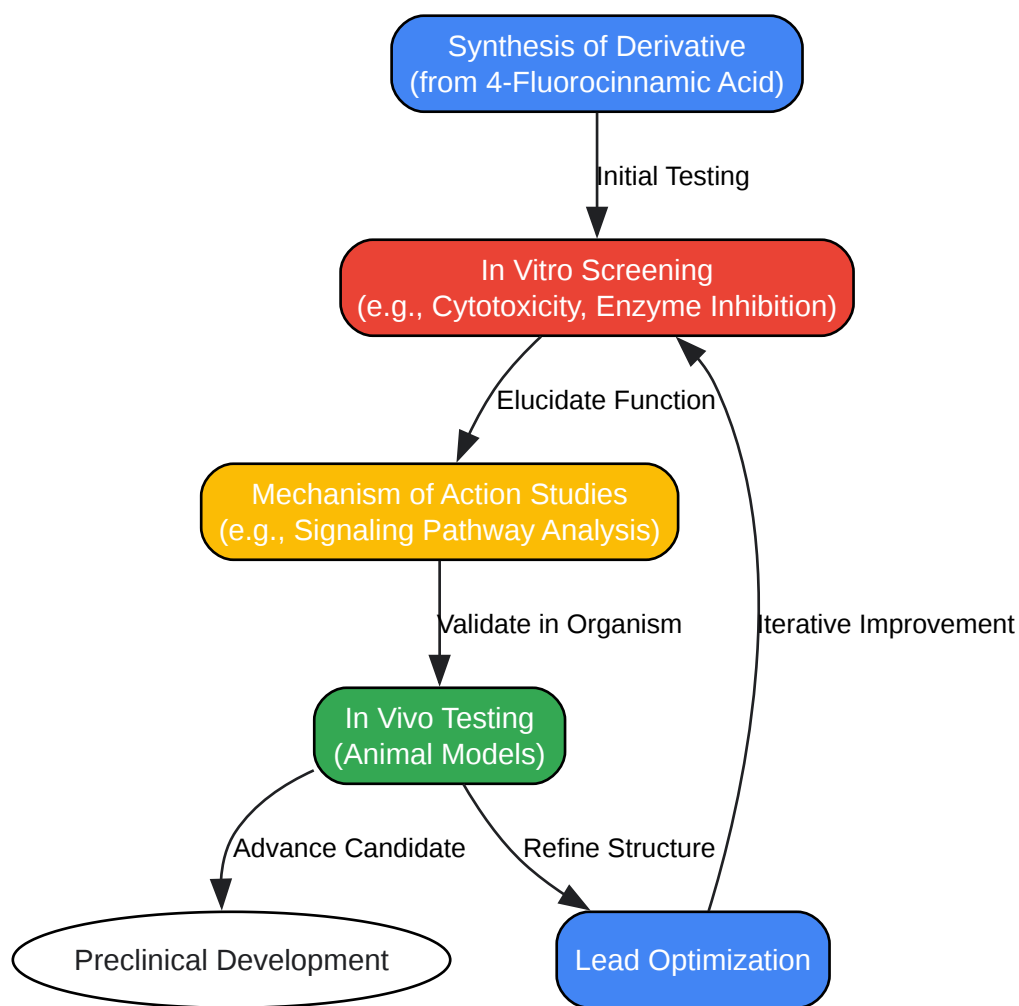 Synthesis of Derivative
(from 4-Fluorocinnamic Acid)
Initial Testing
In Vitro Screening
(e.g., Cytotoxicity, Enzyme Inhibition)
Elucidate Function
Mechanism of Action Studies
(e.g., Signaling Pathway Analysis)
Validate in Organism
Iterative Improvement
In Vivo Testing
(Animal Models)
Advance Candidate
Refine Structure
Preclinical Development
Lead Optimization